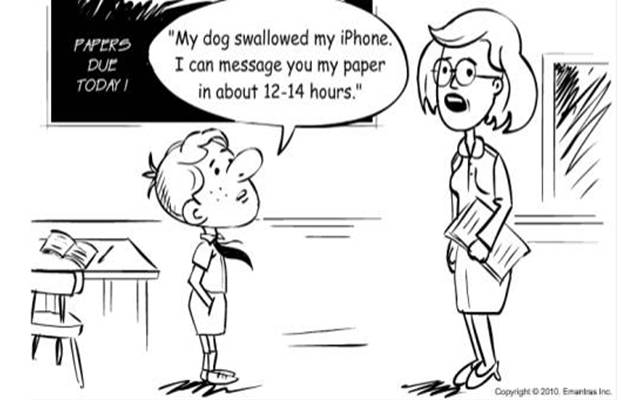 PAPERS
DUE
TODAY!
"My dog swallowed my iPhone.
I can message you my paper
in about 12-14 hours."
Copyright © 2010. Emantras Inc.